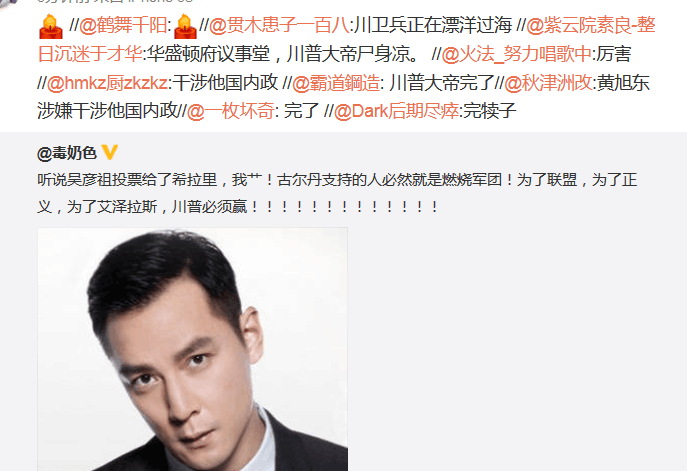 //@鹤舞千阳: //@贯木患子一百八:川卫兵正在漂洋过海 //@紫云院素良-整
日沉迷于才华:华盛顿府议事堂，川普大帝尸身凉。 //@火法_努力唱歌中:厉害
//@hmkz厨zkzkz:干涉他国内政 //@霸道鋼造: 川普大帝完了//@秋津洲改:黄旭东
涉嫌干涉他国内政//@一枚坏奇: 完了 //@Dark后期尽瘁:完犊子
@毒奶色
听说吴彦祖投票给了希拉里，我艹！古尔丹支持的人必然就是燃烧军团！为了联盟，为了正
义，为了艾泽拉斯，川普必须赢！！！！！！！！！！！！！